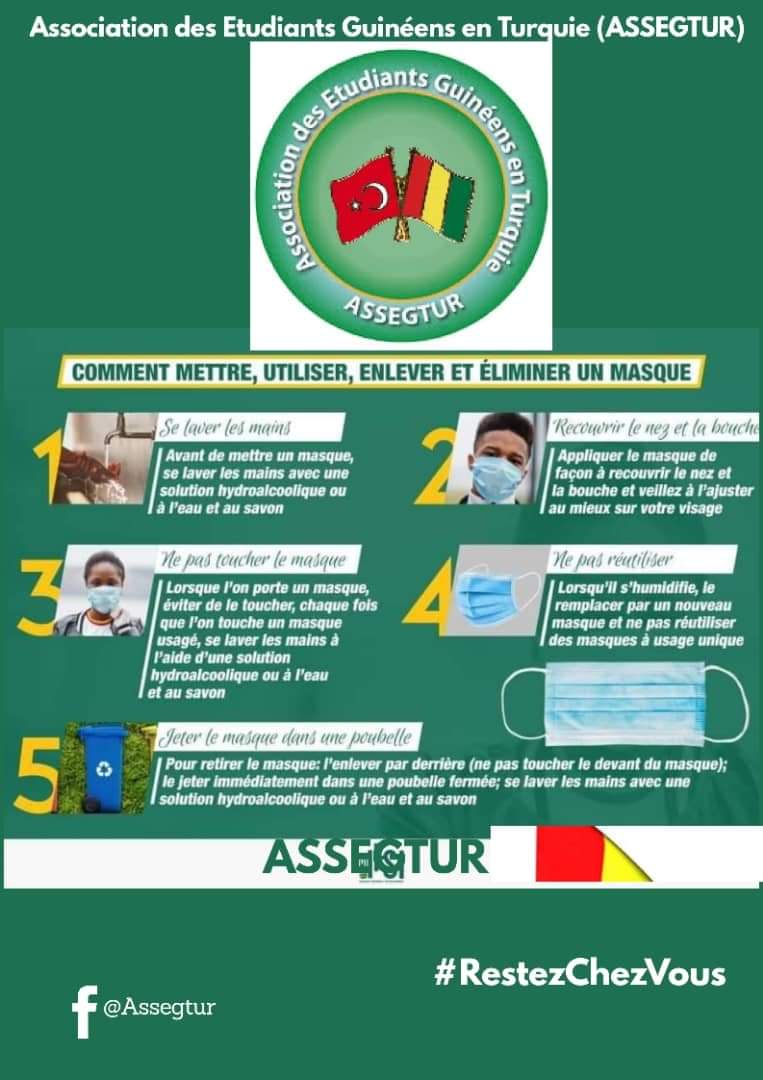 Association des Etudiants Guinéens en Turquie (ASSEGTUR)
Association des Etudiants Guinéens en Turquie
ASSEGTUR
COMMENT METTRE, UTILISER, ENLEVER ET ÉLIMINER UN MASQUE
1
Se laver les mains
Avant de mettre un masque,
se laver les mains avec une
solution hydroalcoolique ou
à l'eau et au savon
2
Recouvrir le nez et la bouche
Appliquer le masque de
façon à recouvrir le nez et
la bouche et veillez à l'ajuster
au mieux sur votre visage
3
Ne pas toucher le masque
Lorsque l'on porte un masque,
éviter de le toucher, chaque fois
que l'on touche un masque
usagé, se laver les mains à
l'aide d'une solution
hydroalcoolique ou à l'eau
et au savon
4
Ne pas réutiliser
Lorsqu'il s'humidifie, le
remplacer par un nouveau
masque et ne pas réutiliser
des masques à usage unique
5
Jeter le masque dans une poubelle
Pour retirer le masque: l'enlever par derrière (ne pas toucher le devant du masque);
le jeter immédiatement dans une poubelle fermée; se laver les mains avec une
solution hydroalcoolique ou à l'eau et au savon
ASSEGTUR
#RestezChezVous
f @Assegtur